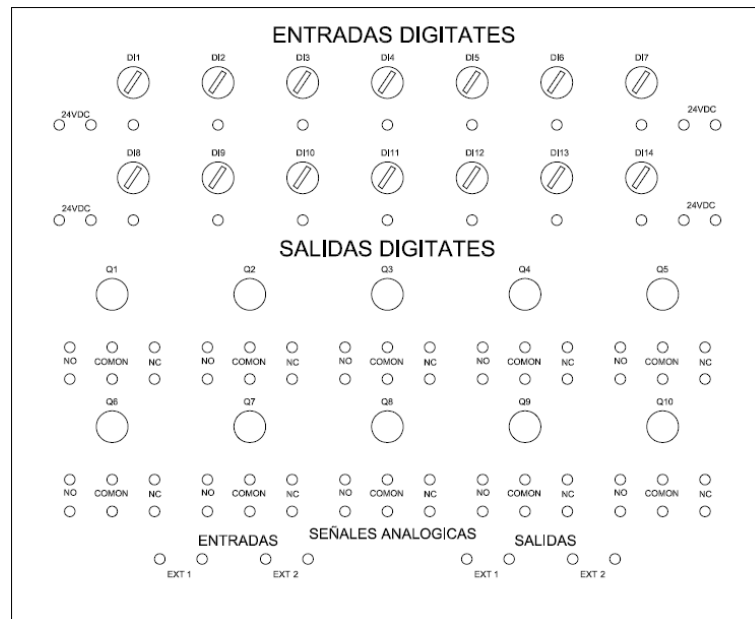 ENTRADAS DIGITATES
DI1 DI2 DI3 DI4 DI5 DI6 DI7
24VDC 24VDC
DI8 DI9 DI10 DI11 DI12 DI13 DI14
24VDC 24VDC
SALIDAS DIGITATES
Q1 Q2 Q3 Q4 Q5
NO COMON NC NO COMON NC NO COMON NC NO COMON NC NO COMON NC
Q6 Q7 Q8 Q9 Q10
NO COMON NC NO COMON NC NO COMON NC NO COMON NC NO COMON NC
SEÑALES ANALOGICAS
ENTRADAS SALIDAS
EXT 1 EXT 2 EXT 1 EXT 2